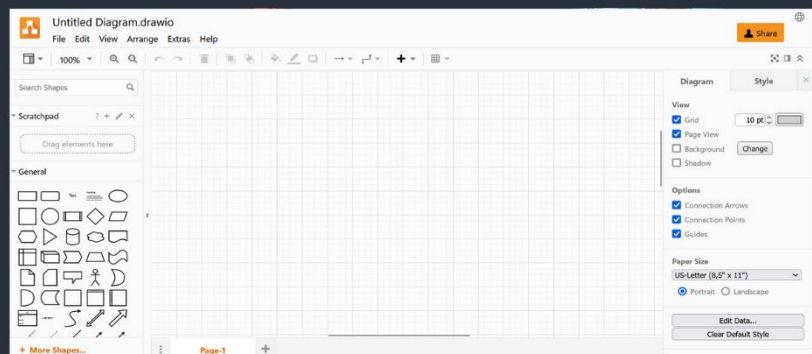 Untitled Diagram.drawio
File Edit View Arrange Extras Help
Share
100%
Search Shapes
Scratchpad ?
Drag elements here
General
Text
+ More Shapes...
Page-1
Diagram Style
View
Grid 10 pt
Page View
Background Change
Shadow
Options
Connection Arrows
Connection Points
Guides
Paper Size
US-Letter (8,5" x 11")
Portrait Landscape
Edit Data...
Clear Default Style